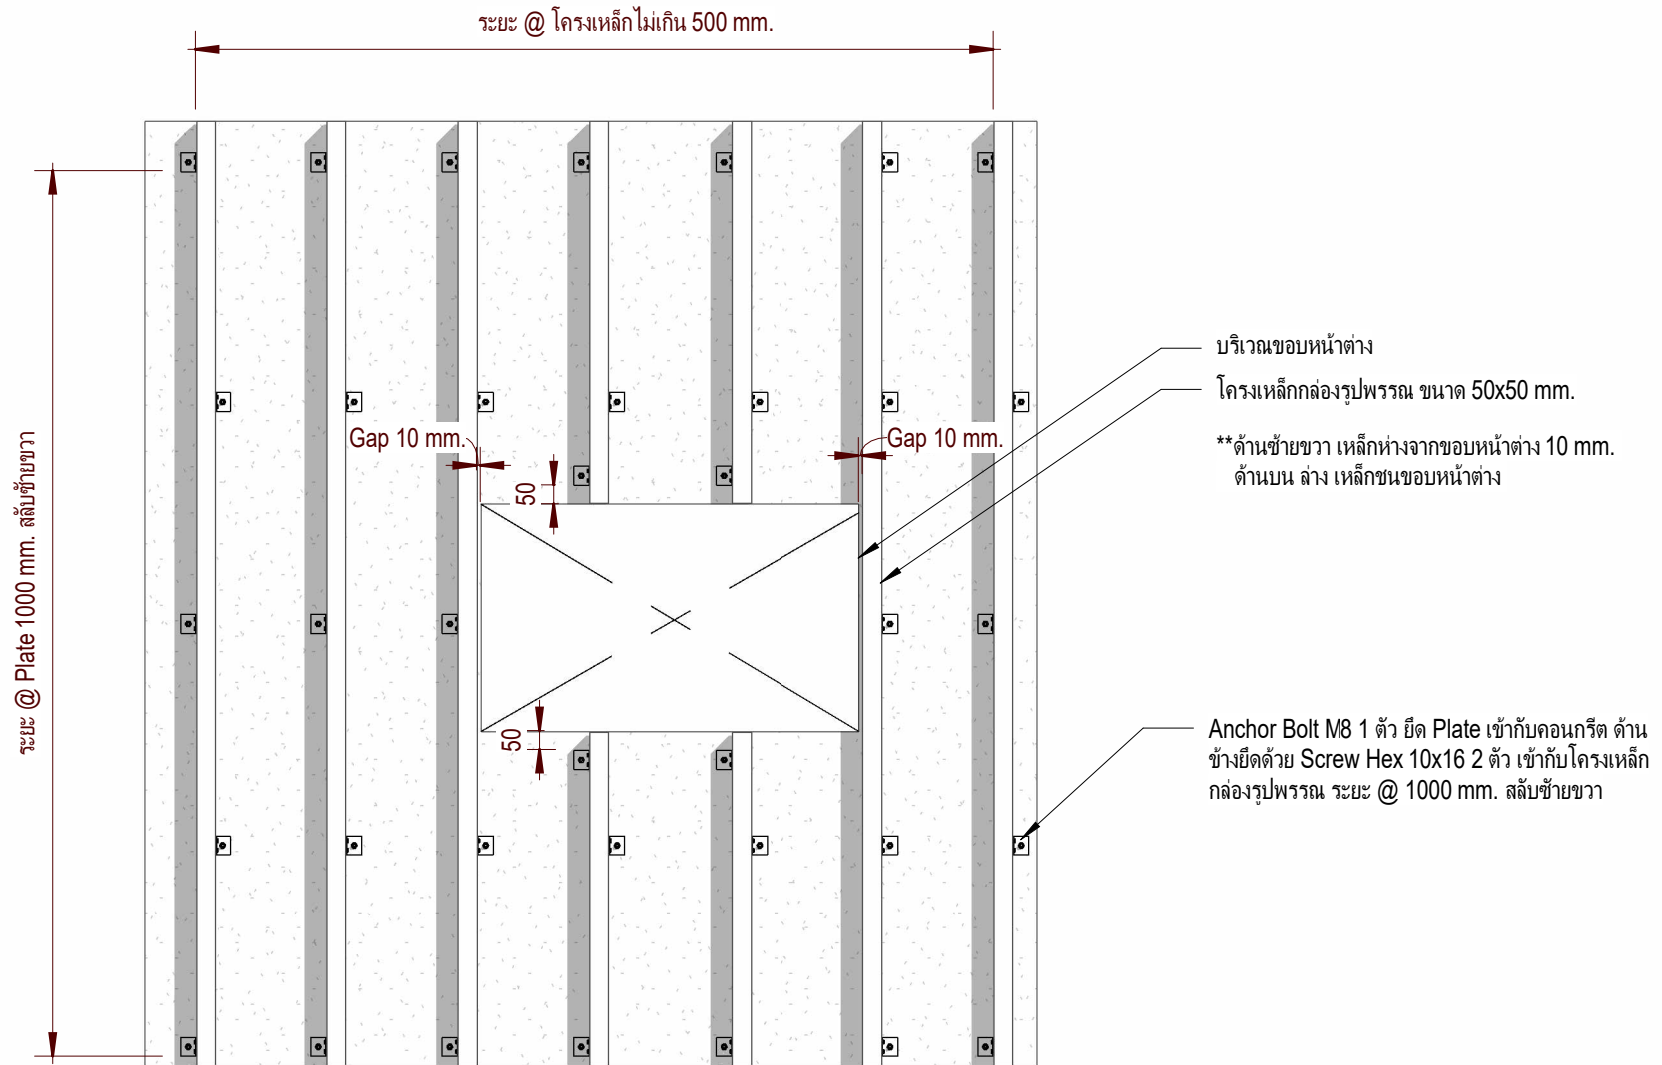 ระยะ @ โครงเหล็กไม่เกิน 500 mm.
ระยะ @ Plate 1000 mm. สลับซ้ายขวา
Gap 10 mm.
Gap 10 mm.
50
50
บริเวณขอบหน้าต่าง
โครงเหล็กกล่องรูปพรรณ ขนาด 50x50 mm.
**ด้านซ้ายขวา เหล็กห่างจากขอบหน้าต่าง 10 mm.
ด้านบน ล่าง เหล็กชนขอบหน้าต่าง
Anchor Bolt M8 1 ตัว ยึด Plate เข้ากับคอนกรีต ด้าน
ข้างยึดด้วย Screw Hex 10x16 2 ตัว เข้ากับโครงเหล็ก
กล่องรูปพรรณ ระยะ @ 1000 mm. สลับซ้ายขวา